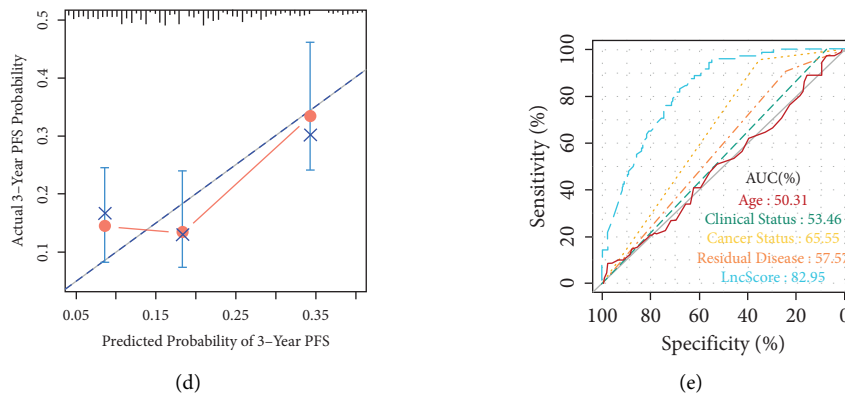 0.5
0.4
0.3
0.2
0.1
Actual 3–Year PFS Probability
0.05
0.15
0.25
0.35
Predicted Probability of 3–Year PFS
(d)
100
80
60
40
20
0
Sensitivity (%)
AUC(%)
Age : 50.31
Clinical Status : 53.46
Cancer Status : 65.55
Residual Disease : 57.57
LncScore : 82.95
100
80
60
40
20
0
Specificity (%)
(e)